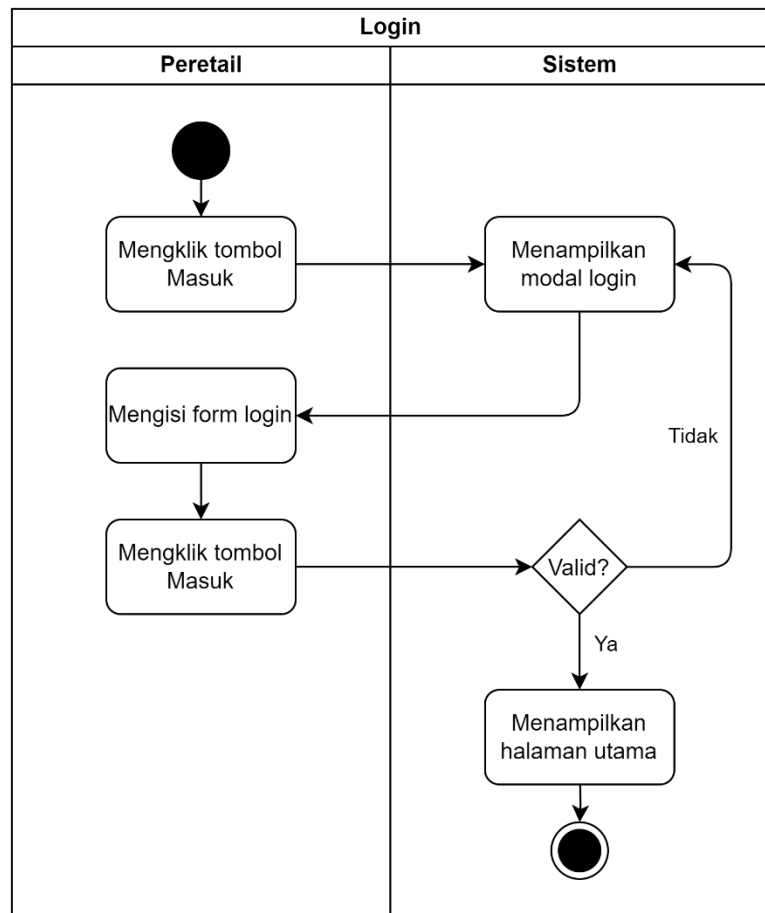 Login
Peretail
Sistem
Mengklik tombol
Masuk
Menampilkan
modal login
Mengisi form login
Tidak
Mengklik tombol
Masuk
Valid?
Ya
Menampilkan
halaman utama